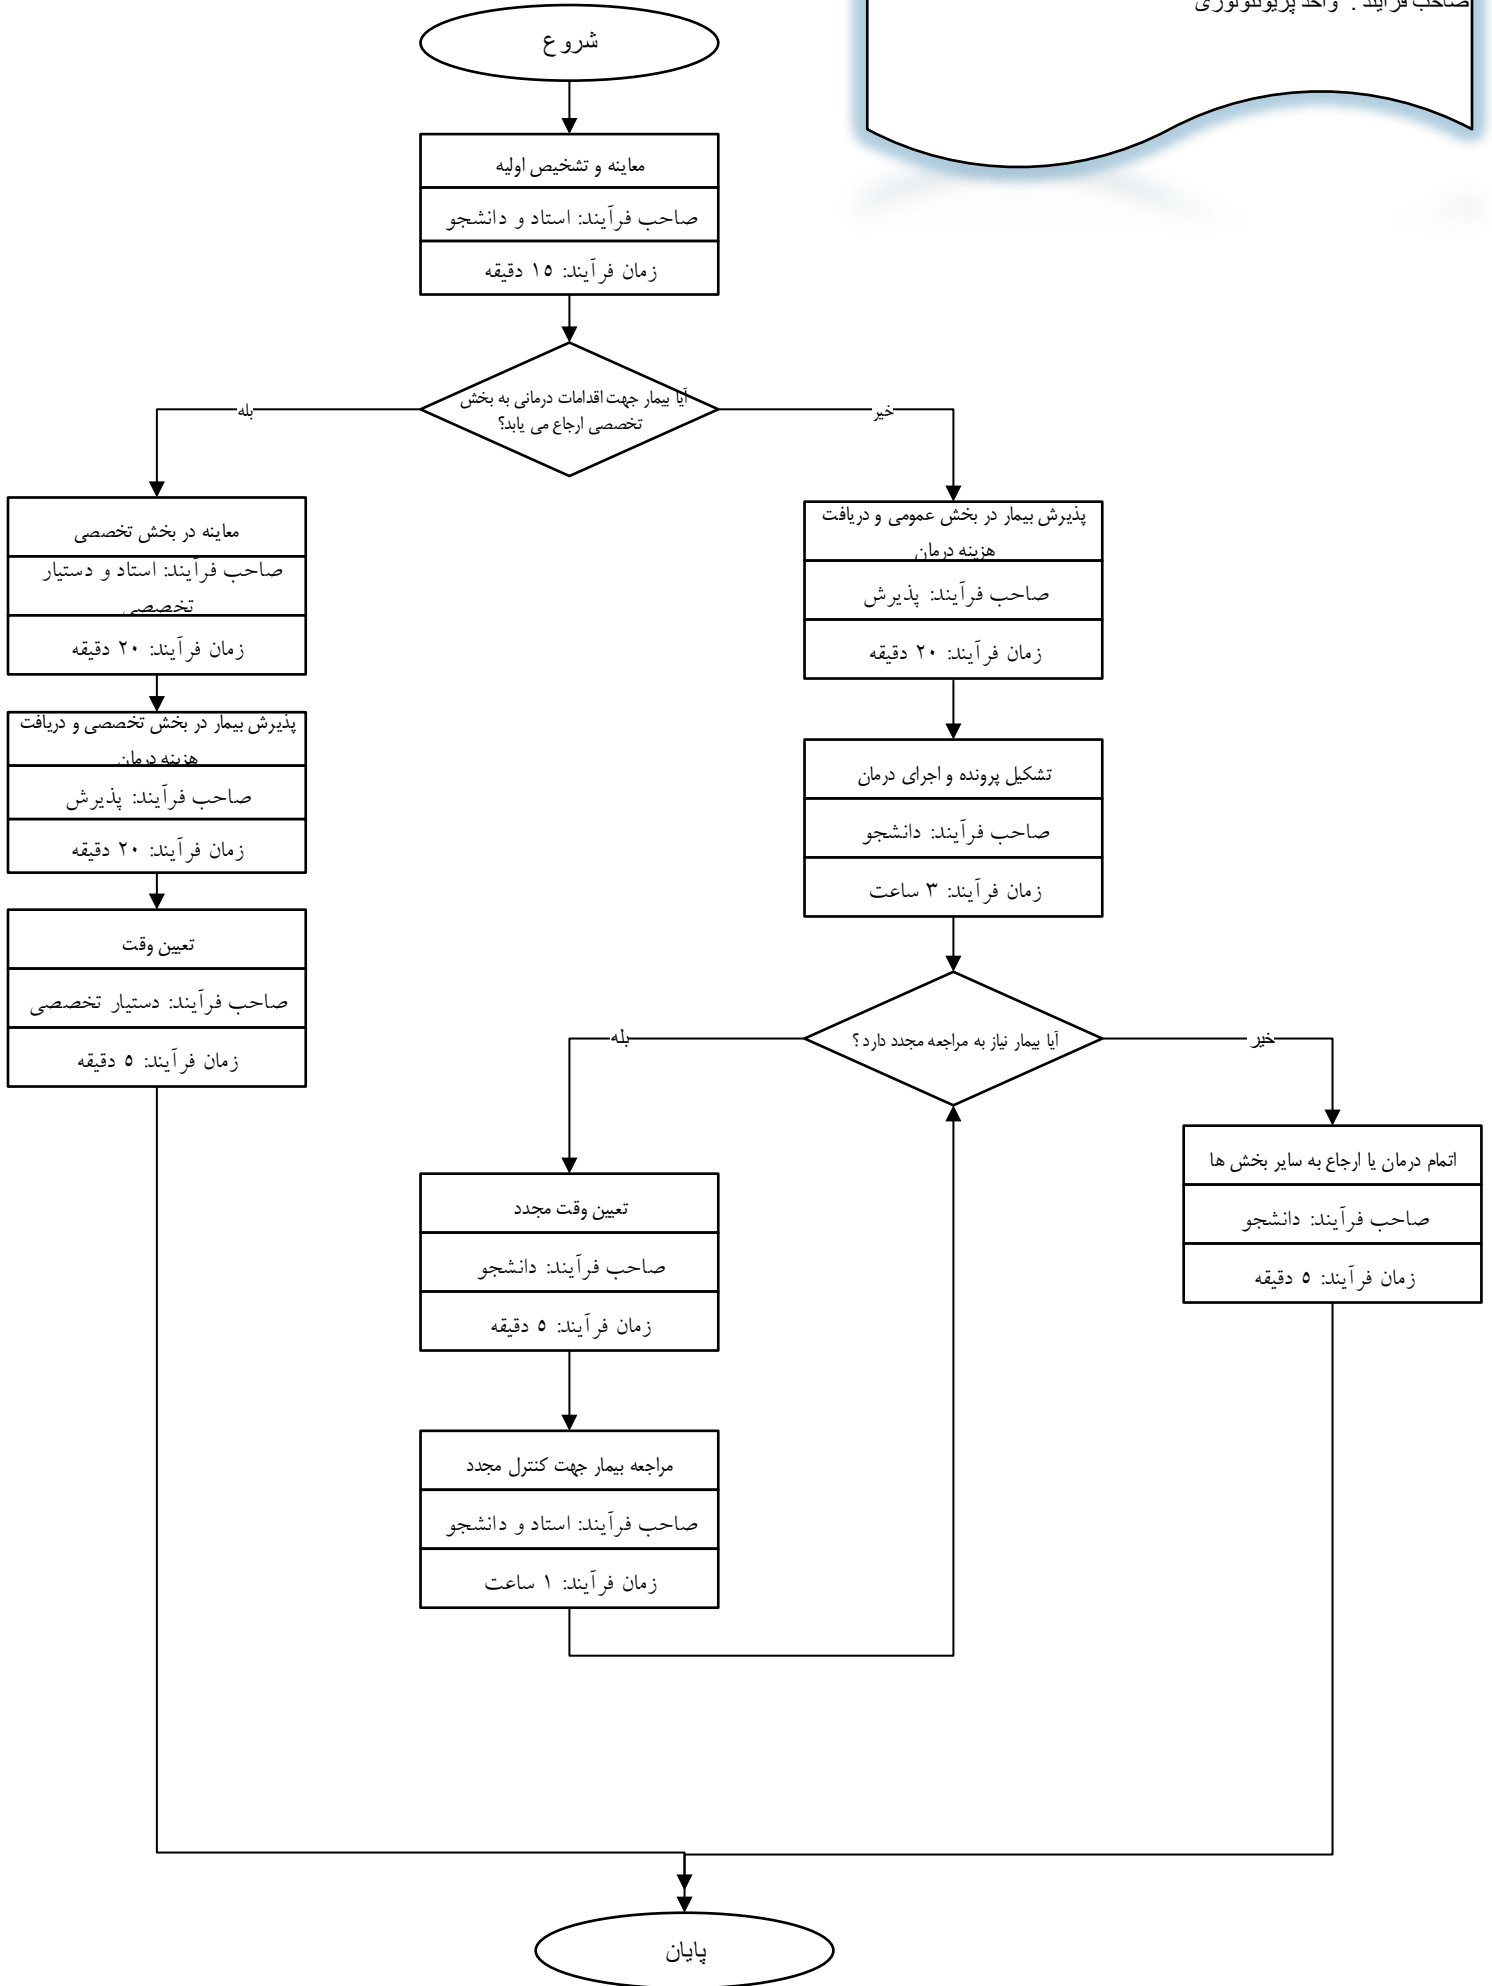 صاحب فرآیند : واحد پریودنتولوژی
شروع
معاینه و تشخیص اولیه
صاحب فرآیند: استاد و دانشجو
زمان فرآیند: ۱۵ دقیقه
آیا بیمار جهت اقدامات درمانی به بخش
تخصصی ارجاع می یابد؟
بله
خیر
معاینه در بخش تخصصی
صاحب فرآیند: استاد و دستیار
تخصصی
زمان فرآیند: ۲۰ دقیقه
پذیرش بیمار در بخش تخصصی و دریافت
هزینه درمان
صاحب فرآیند: پذیرش
زمان فرآیند: ۲۰ دقیقه
تعیین وقت
صاحب فرآیند: دستیار تخصصی
زمان فرآیند: ۵ دقیقه
پذیرش بیمار در بخش عمومی و دریافت
هزینه درمان
صاحب فرآیند: پذیرش
زمان فرآیند: ۲۰ دقیقه
تشکیل پرونده و اجرای درمان
صاحب فرآیند: دانشجو
زمان فرآیند: ۳ ساعت
آیا بیمار نیاز به مراجعه مجدد دارد؟
بله
خیر
تعیین وقت مجدد
صاحب فرآیند: دانشجو
زمان فرآیند: ۵ دقیقه
مراجعه بیمار جهت کنترل مجدد
صاحب فرآیند: استاد و دانشجو
زمان فرآیند: ۱ ساعت
اتمام درمان یا ارجاع به سایر بخش ها
صاحب فرآیند: دانشجو
زمان فرآیند: ۵ دقیقه
پایان